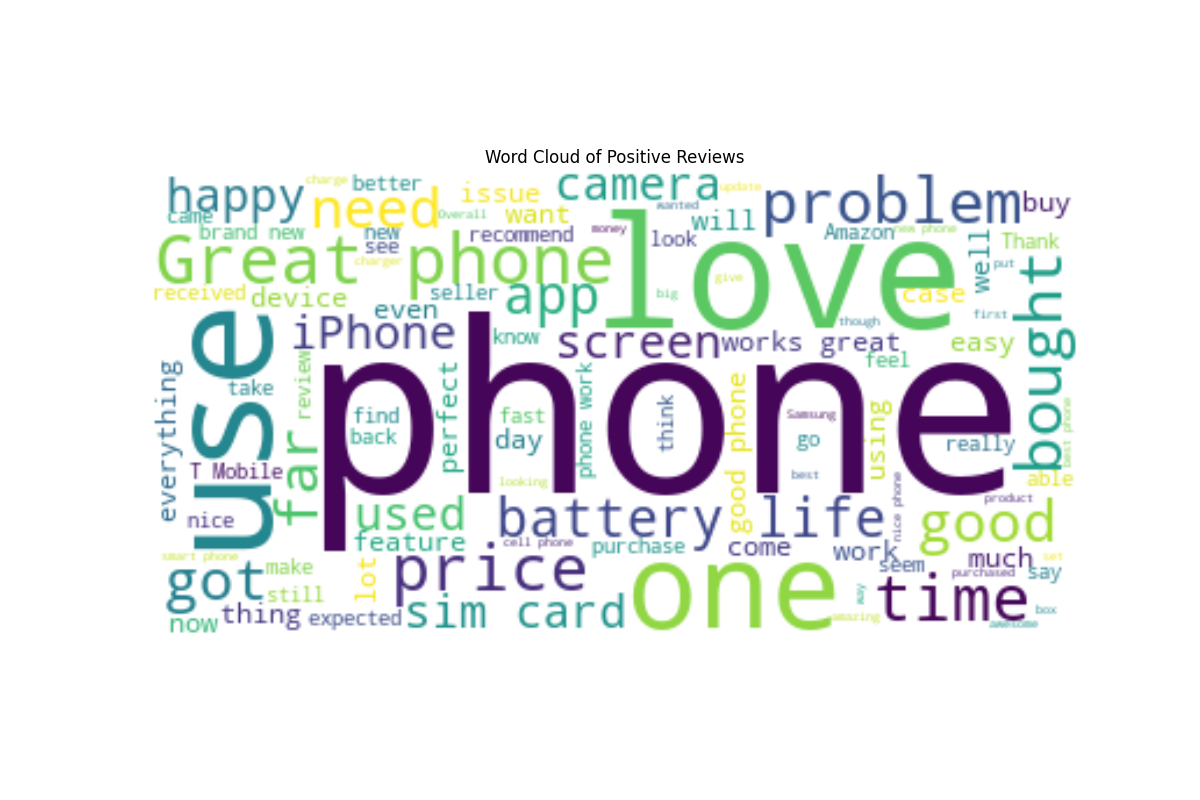 Word Cloud of Positive Reviews
charge
better
happy
came
need
issue
Overall
want
camera
update
wanted
will
problem
buy
brand new
new
see
recommend
money
look
Amazon
new phone
well
Thank
put
Great phone
love
charger
received
device
seller
even
app
big
give
case
first
bought
use
iPhone
know
screen
works great
though
feel
easy
everything
take
review
phone
find
back
perfect
fast
day
phone work
think
good phone
Samsung
go
best
using
really
best phone
able
T Mobile
far
looking
nice
used
feature
battery life
cell phone
purchase
come
work
nice phone
seem
product
good
much
set
smart phone
got
make
still
lot
price
one
way
time
purchased
say
box
now
thing
expected
sim card
amazing
awesome